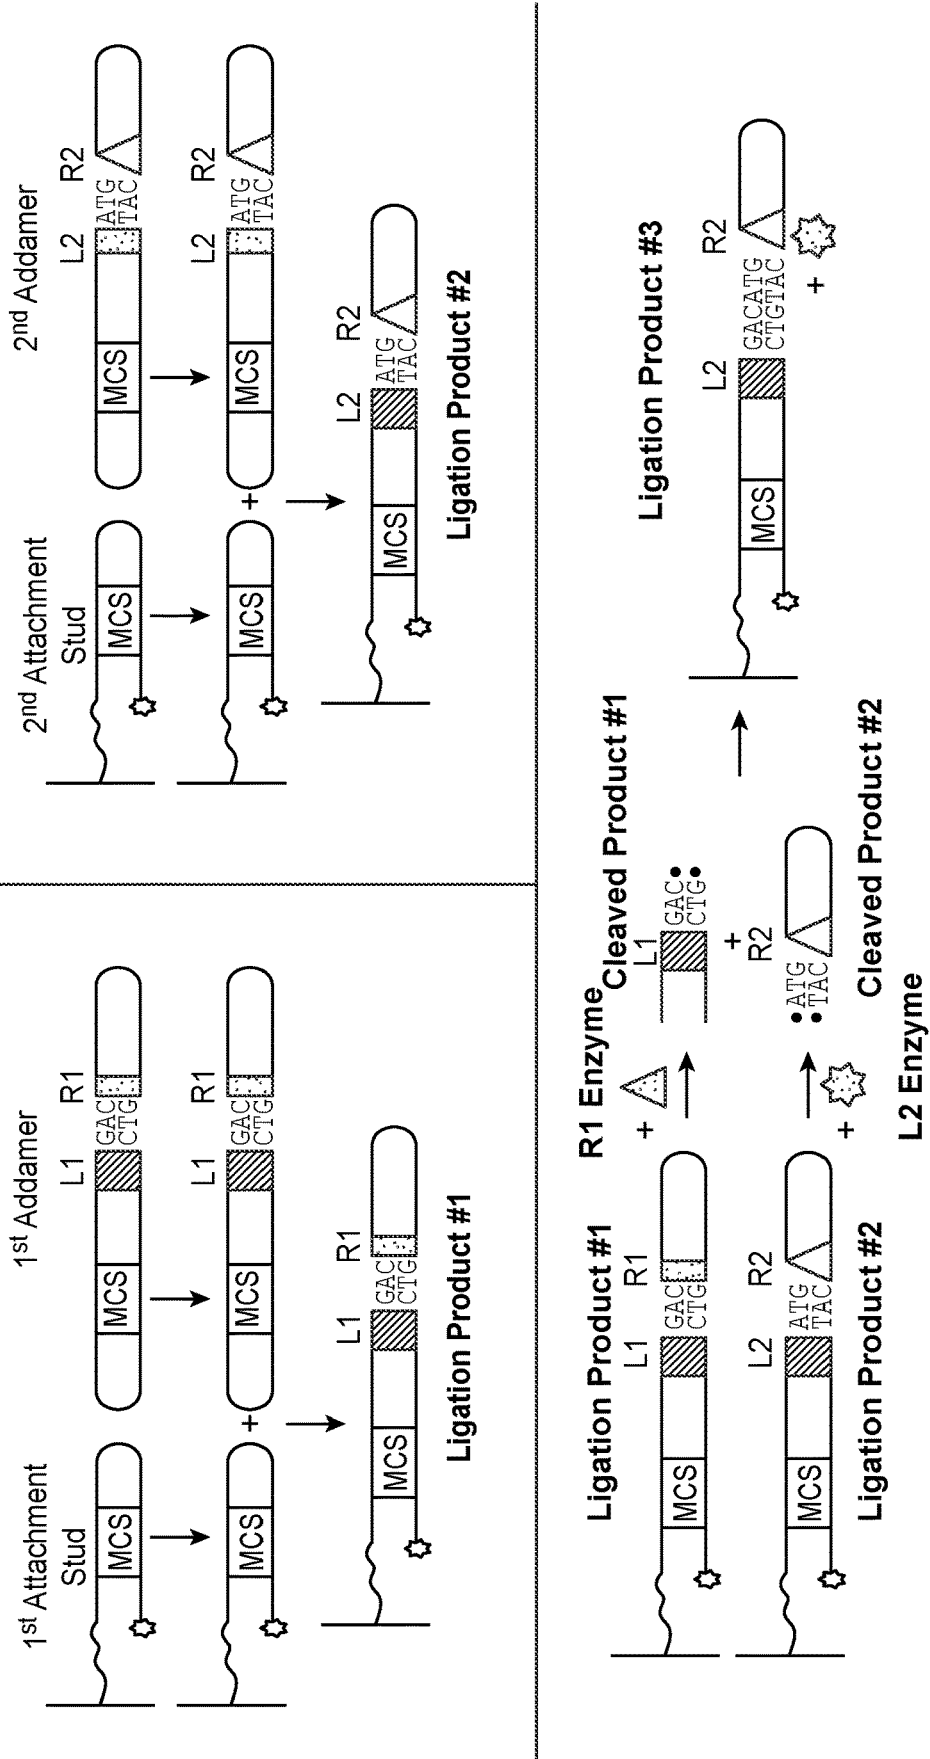 1st Attachment
Stud
1st Addamer
L1 R1
MCS MCS GAC
CTG
L1 R1
MCS + MCS GAC
CTG
L1 R1
MCS GAC
CTG
Ligation Product #1
2nd Attachment
Stud
2nd Addamer
L2 R2
MCS MCS ATG
TAC
L2 R2
MCS + MCS ATG
TAC
L2 R2
MCS ATG
TAC
Ligation Product #2
Ligation Product #1
L1 R1
MCS GAC
CTG
+
R1 Enzyme
Cleaved Product #1
L1
GAC
CTG
+
L2 R2
MCS ATG
TAC
Ligation Product #2
+
L2 Enzyme
R2
ATG
TAC
Cleaved Product #2
Ligation Product #3
L2 R2
MCS GACATG
CTGTAC
+